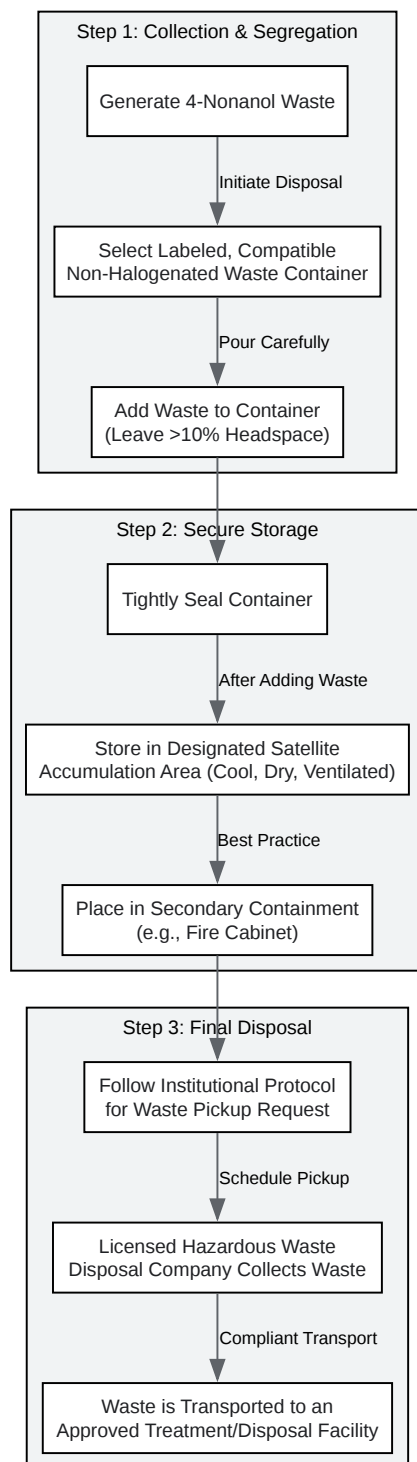 Step 1: Collection & Segregation
Generate 4-Nonanol Waste
Initiate Disposal
Select Labeled, Compatible
Non-Halogenated Waste Container
Pour Carefully
Add Waste to Container
(Leave >10% Headspace)
Step 2: Secure Storage
Tightly Seal Container
After Adding Waste
Store in Designated Satellite
Accumulation Area (Cool, Dry, Ventilated)
Best Practice
Place in Secondary Containment
(e.g., Fire Cabinet)
Step 3: Final Disposal
Follow Institutional Protocol
for Waste Pickup Request
Schedule Pickup
Licensed Hazardous Waste
Disposal Company Collects Waste
Compliant Transport
Waste is Transported to an
Approved Treatment/Disposal Facility